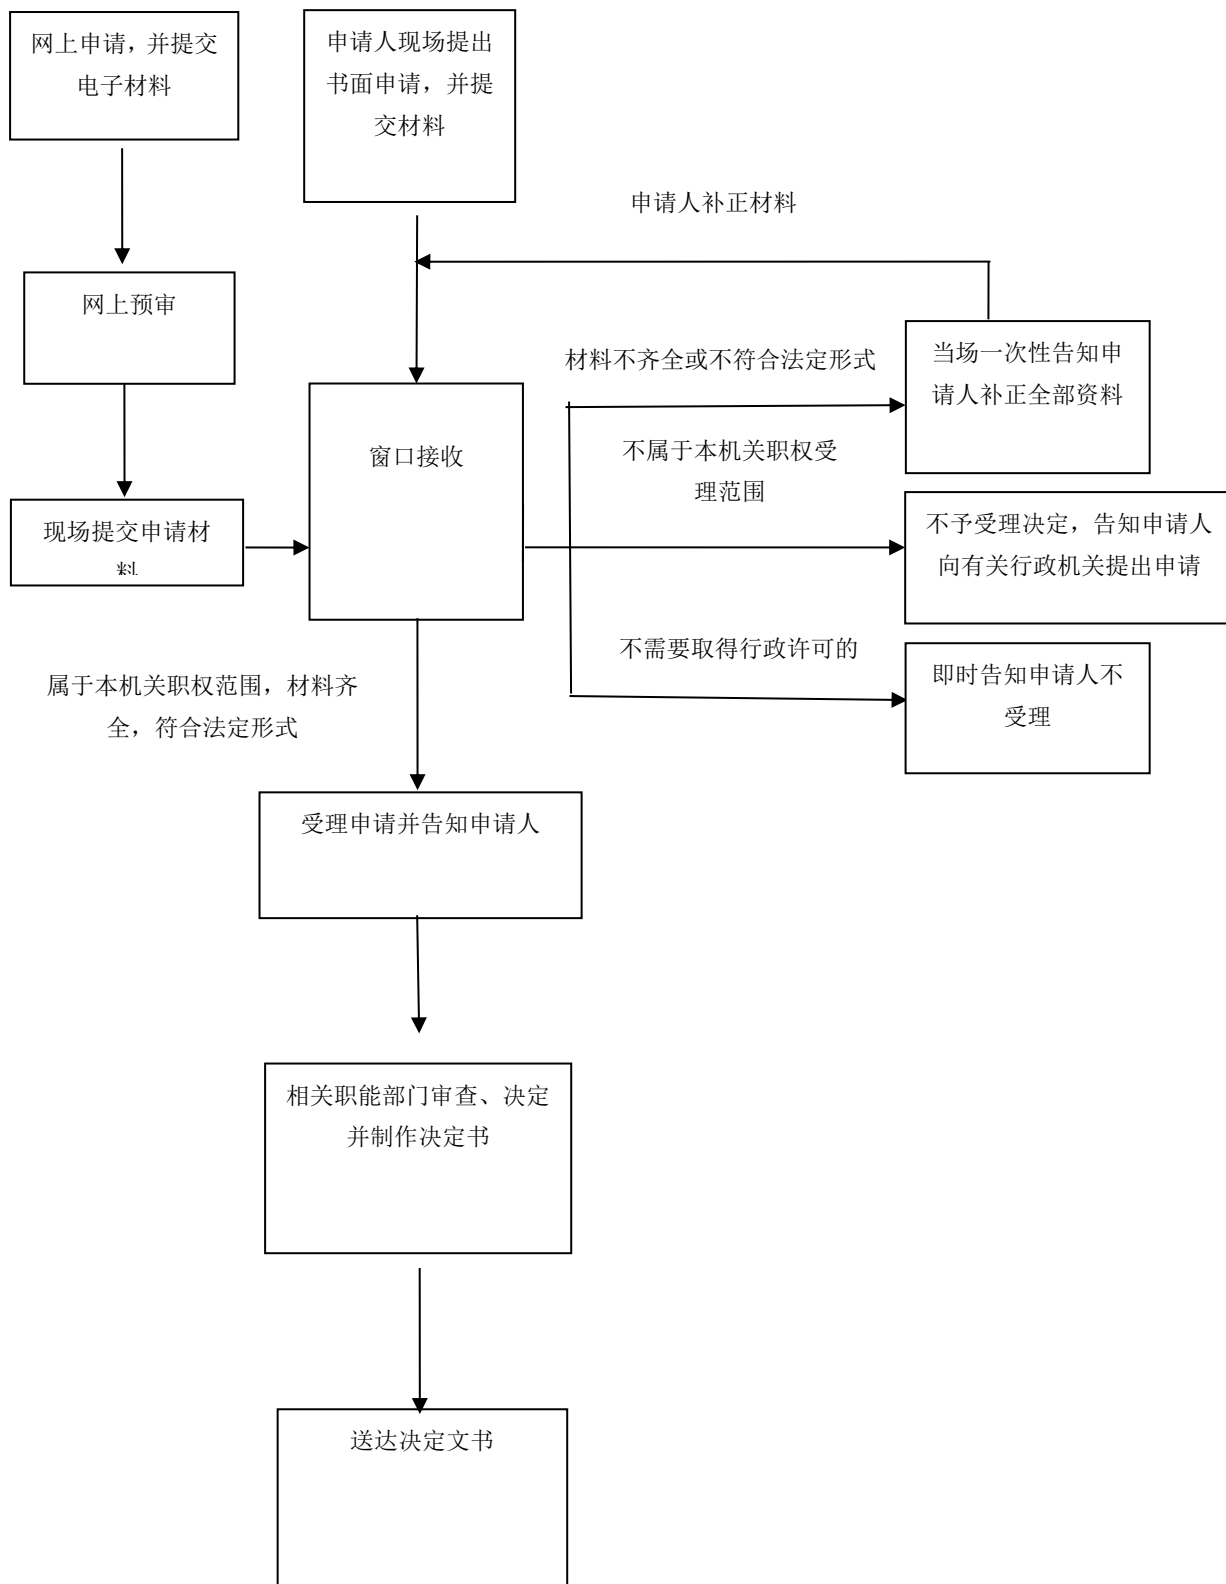 网上申请，并提交
电子材料
申请人现场提出
书面申请，并提
交材料
申请人补正材料
网上预审
材料不齐全或不符合法定形式
当场一次性告知申
请人补正全部资料
窗口接收
不属于本机关职权受
理范围
现场提交申请材
料
不予受理决定，告知申请人
向有关行政机关提出申请
不需要取得行政许可的
即时告知申请人不
受理
属于本机关职权范围，材料齐
全，符合法定形式
受理申请并告知申请人
相关职能部门审查、决定
并制作决定书
送达决定文书